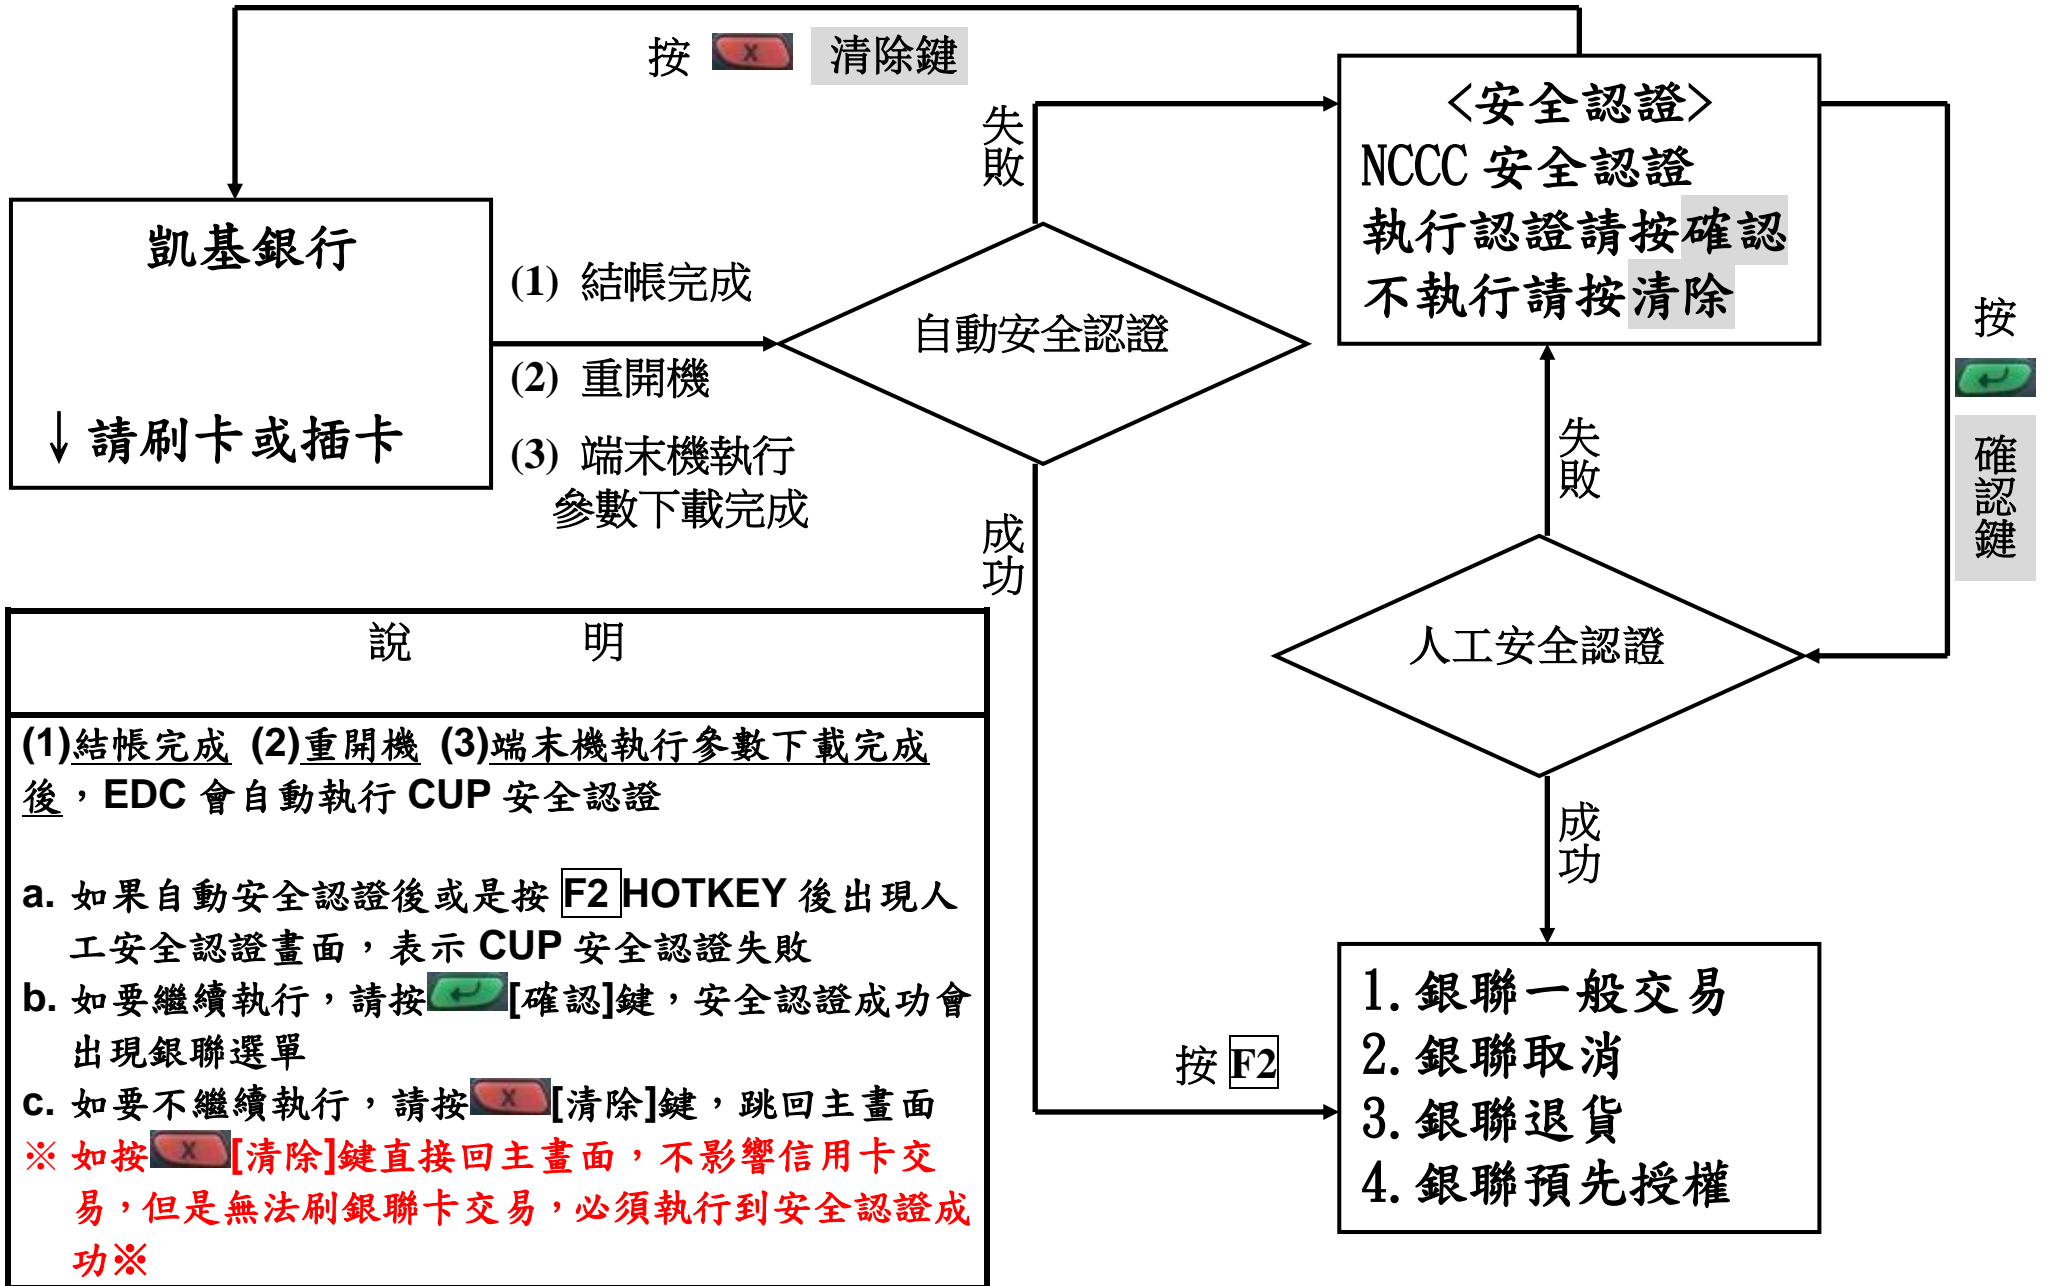 按 X 清除鍵
失敗
<安全認證>
NCCC 安全認證
執行認證請按確認
不執行請按清除
凱基銀行
↓請刷卡或插卡
(1) 結帳完成
(2) 重開機
(3) 端末機執行
參數下載完成
自動安全認證
按
確認鍵
失敗
成功
人工安全認證
成功
按 F2
1.銀聯一般交易
2.銀聯取消
3.銀聯退貨
4.銀聯預先授權
說 明
(1)結帳完成 (2)重開機 (3)端末機執行參數下載完成
後，EDC 會自動執行 CUP 安全認證
a. 如果自動安全認證後或是按 F2 HOTKEY 後出現人
工安全認證畫面，表示 CUP 安全認證失敗
b. 如要繼續執行，請按[確認]鍵，安全認證成功會
出現銀聯選單
c. 如要不繼續執行，請按 X [清除]鍵，跳回主畫面
※ 如按 X [清除]鍵直接回主畫面，不影響信用卡交
易，但是無法刷銀聯卡交易，必須執行到安全認證成
功※